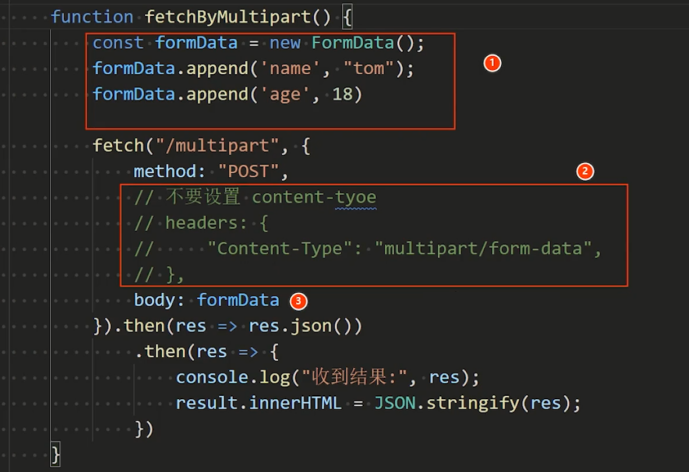 function fetchByMultipart() {
const formData = new FormData();
formData.append('name', "tom");
formData.append('age', 18)
1
fetch("/multipart", {
method: "POST",
2
// 不要设置 content-tyoe
// headers: {
//     "Content-Type": "multipart/form-data",
// },
body: formData 3
}).then(res => res.json())
.then(res => {
console.log("收到结果:", res);
result.innerHTML = JSON.stringify(res);
})
}